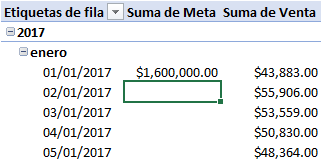 Etiquetas de fila Suma de Meta Suma de Venta
2017
enero
01/01/2017 $1,600,000.00 $43,883.00
02/01/2017 $55,906.00
03/01/2017 $53,559.00
04/01/2017 $50,830.00
05/01/2017 $48,364.00